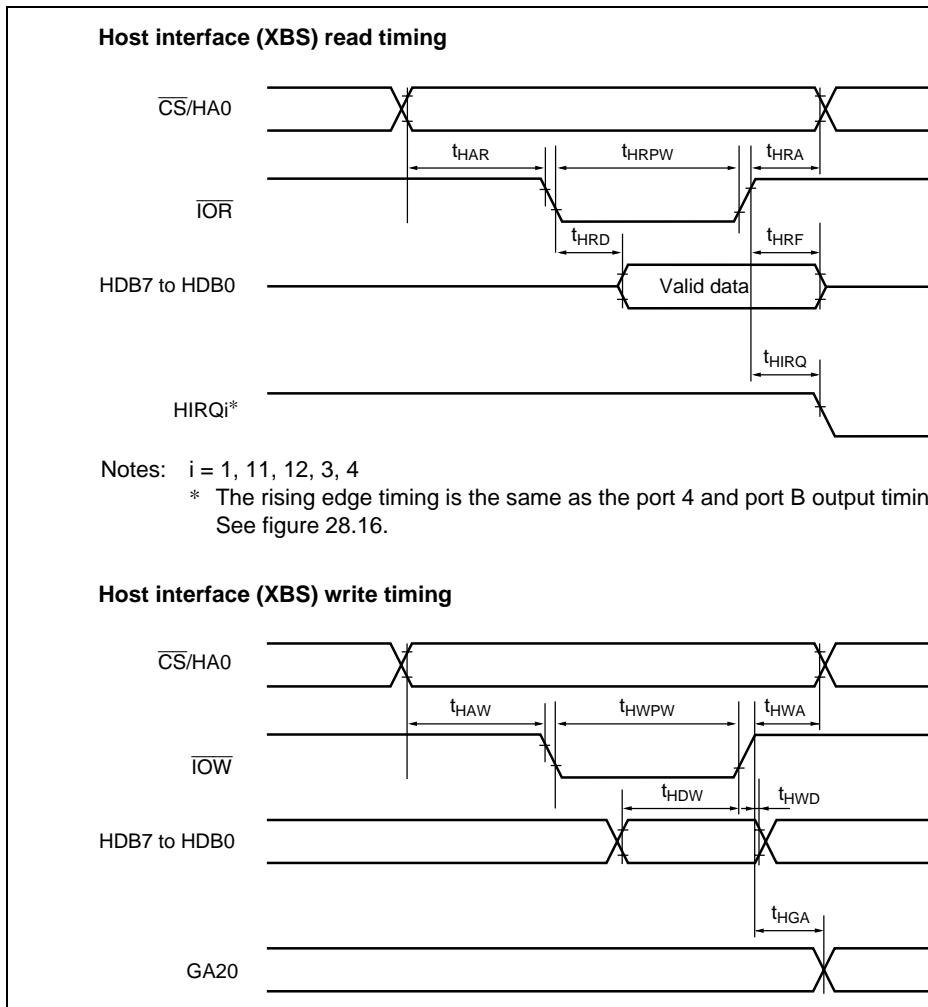 Host interface (XBS) read timing
CS/HA0
tHAR tHRPW tHRA
IOR
tHRD tHRF
HDB7 to HDB0 Valid data
tHIRQ
HIRQi*
Notes: i = 1, 11, 12, 3, 4
* The rising edge timing is the same as the port 4 and port B output
See figure 28.16.
Host interface (XBS) write timing
CS/HA0
tHAW tHWPW tHWA
IOW
tHDW tHWD
HDB7 to HDB0
tHGA
GA20